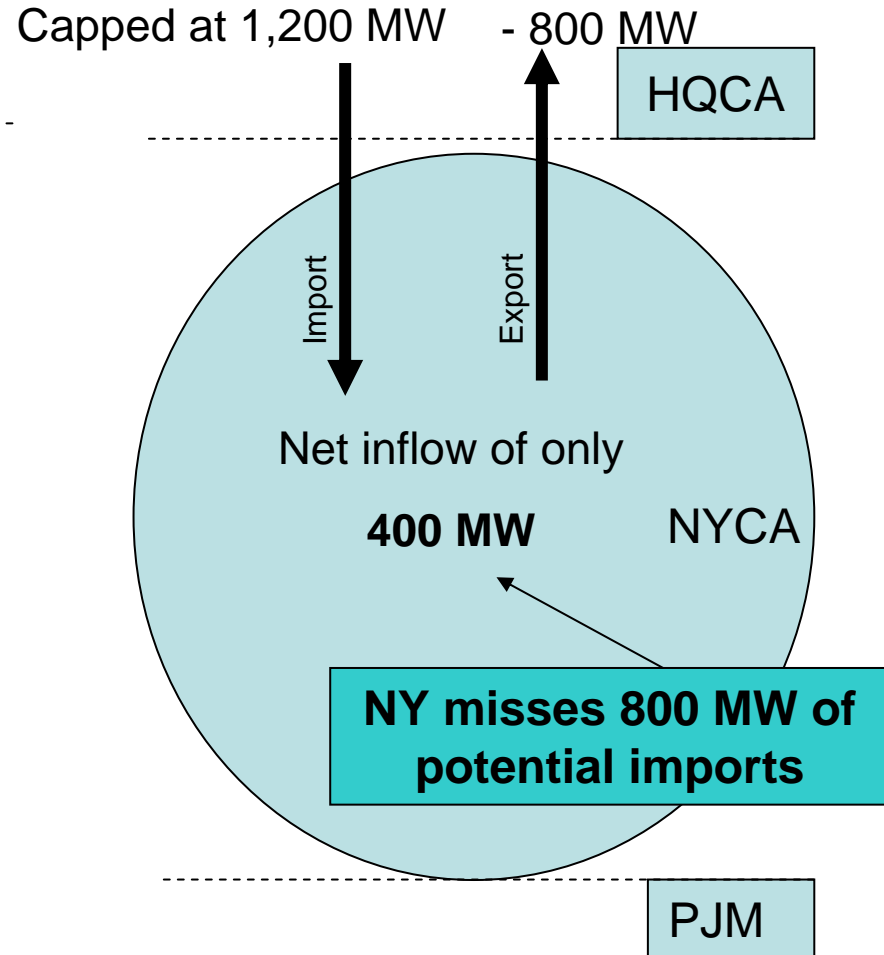 Capped at 1,200 MW - 800 MW
HQCA
-
Import
Export
Net inflow of only
400 MW
NYCA
NY misses 800 MW of
potential imports
PJM